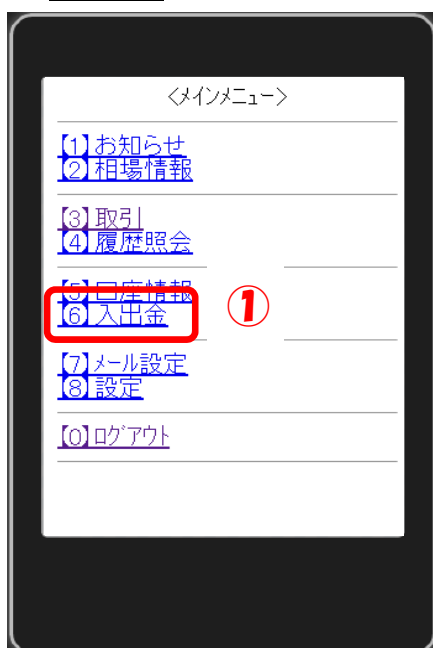 <メインメニュー>
【1】お知らせ
【2】相場情報
【3】取引
【4】履歴照会
【5】口座情報
【6】入出金
①
【7】メール設定
【8】設定
【0】ログアウト